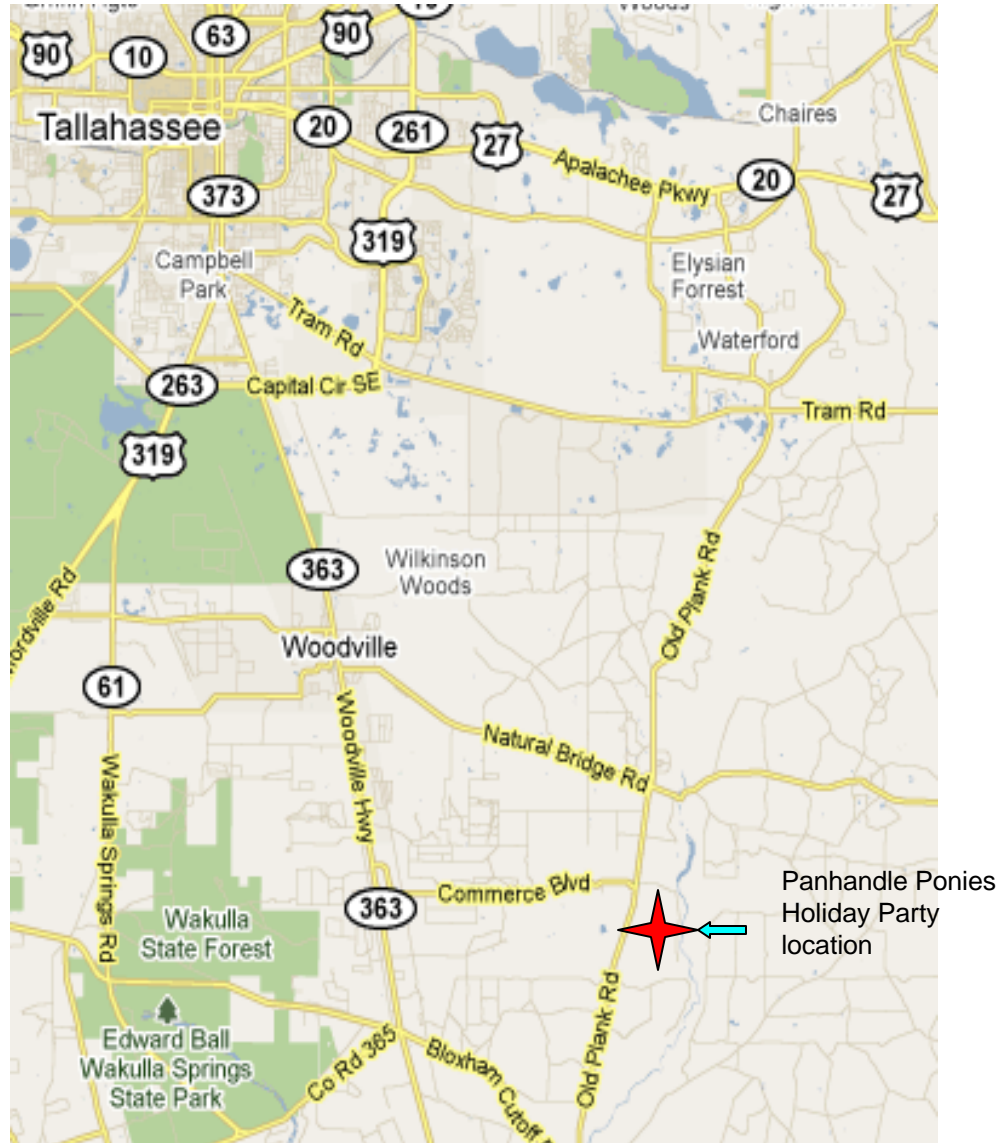 90
63
90
10
Tallahassee
20
261
27
Chaires
Apalachee Pkwy
20
27
373
319
Campbell
Park
Elysian
Forrest
Tram Rd
Waterford
263
Capital Cir SE
Tram Rd
319
363
Wilkinson
Woods
Old Plank Rd
Woodville
61
Natural Bridge Rd
Woodville Hwy
Wakulla Springs Rd
Commerce Blvd
363
Panhandle Ponies
Holiday Party
location
Wakulla
State Forest
Old Plank Rd
Edward Ball
Wakulla Springs
State Park
Co Rd 365
Bloxham Cutoff